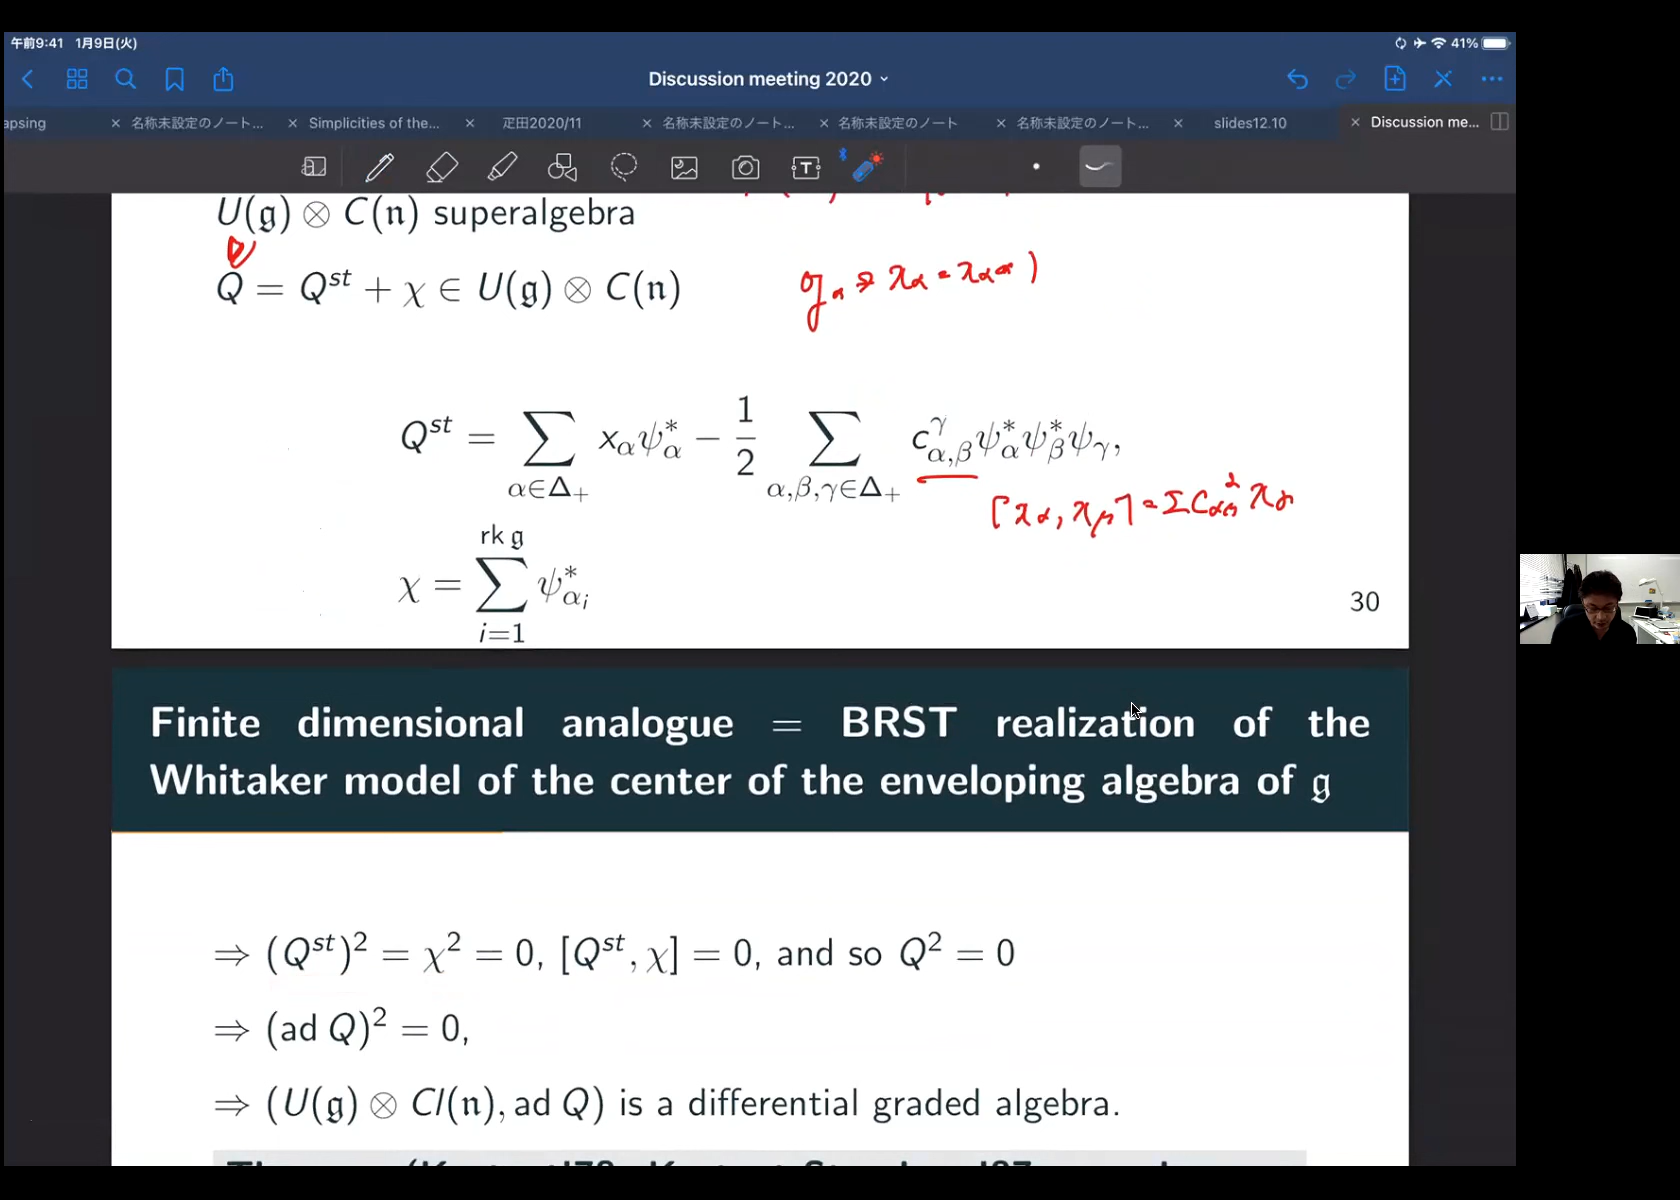 午前9:41 1月9日(火)
41%
Discussion meeting 2020
apsing
名称未設定のノート...
Simplicities of the...
疋田2020/11
名称未設定のノート...
名称未設定のノート
名称未設定のノート...
slides12.10
Discussion me...
U(𝔤) ⊗ C(𝔫) superalgebra
Q = Q^{st} + χ ∈ U(𝔤) ⊗ C(𝔫)
Q^{st} = ∑_{α∈Δ_+} x_α ψ^*_α − 1/2 ∑_{α,β,γ∈Δ_+} c^γ_{α,β} ψ^*_α ψ^*_β ψ_γ,
χ = ∑_{i=1}^{rk 𝔤} ψ^*_{α_i}
30
Finite dimensional analogue = BRST realization of the
Whitaker model of the center of the enveloping algebra of 𝔤
⇒ (Q^{st})^2 = χ^2 = 0, [Q^{st}, χ] = 0, and so Q^2 = 0
⇒ (ad Q)^2 = 0,
⇒ (U(𝔤) ⊗ Cl(𝔫), ad Q) is a differential graded algebra.